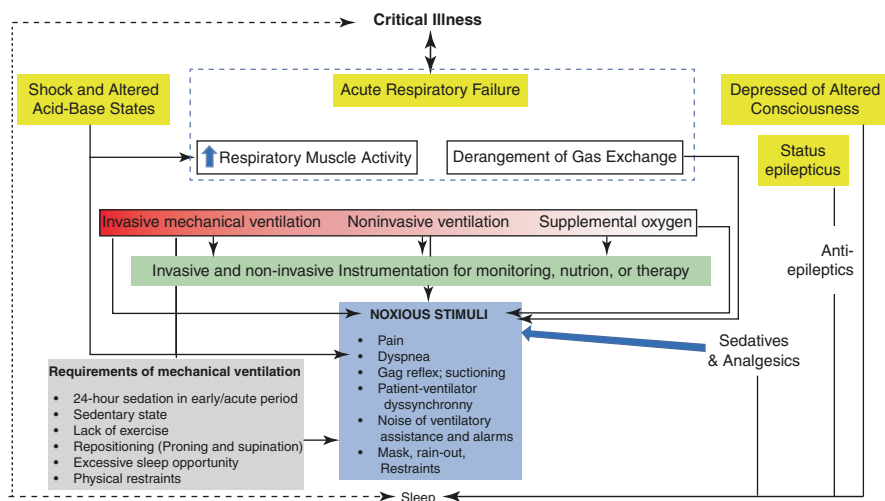 Critical Illness
Shock and Altered
Acid-Base States
Acute Respiratory Failure
Depressed of Altered
Consciousness
Respiratory Muscle Activity
Derangement of Gas Exchange
Status
epilepticus
Invasive mechanical ventilation
Noninvasive ventilation
Supplemental oxygen
Anti-
epileptics
Invasive and non-invasive Instrumentation for monitoring, nutrion, or therapy
NOXIOUS STIMULI
• Pain
• Dyspnea
• Gag reflex; suctioning
• Patient-ventilator
dyssynchronny
• Noise of ventilatory
assistance and alarms
• Mask, rain-out,
Restraints
Sedatives
& Analgesics
Requirements of mechanical ventilation
• 24-hour sedation in early/acute period
• Sedentary state
• Lack of exercise
• Repositioning (Proning and supination)
• Excessive sleep opportunity
• Physical restraints
Sleep